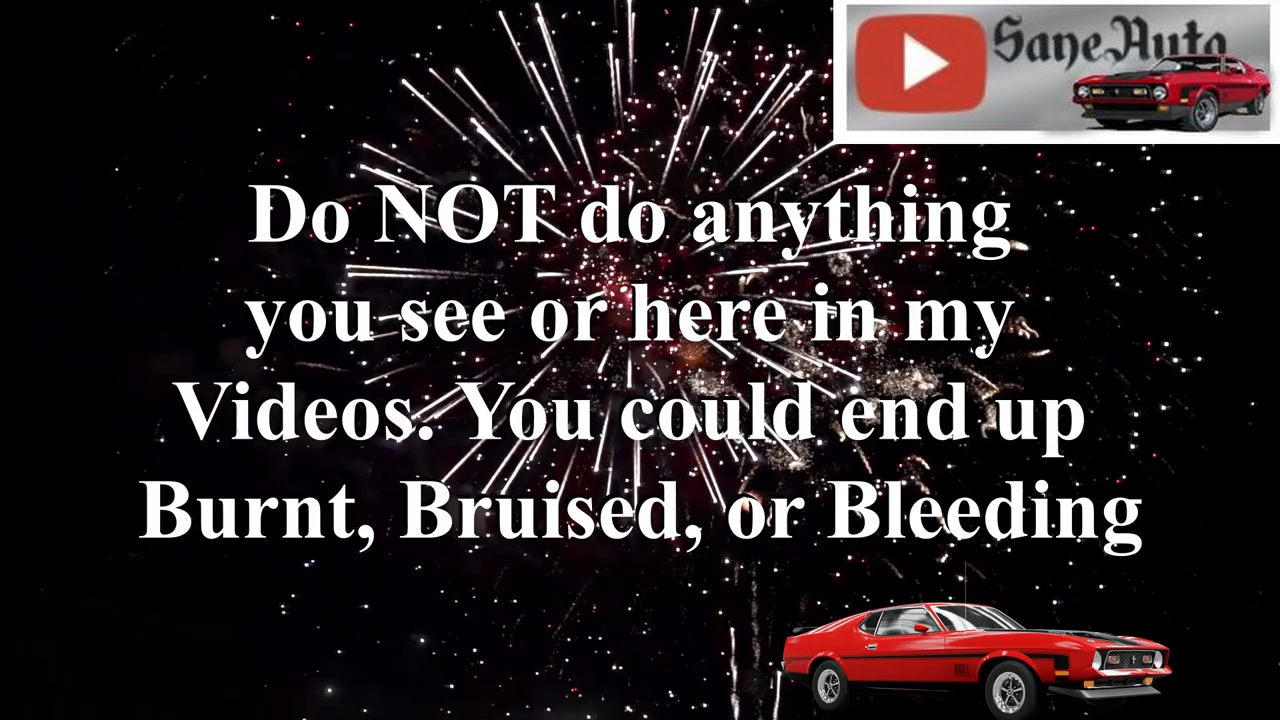 SaneAuto
Do NOT do anything
you see or here in my
Videos. You could end up
Burnt, Bruised, or Bleeding